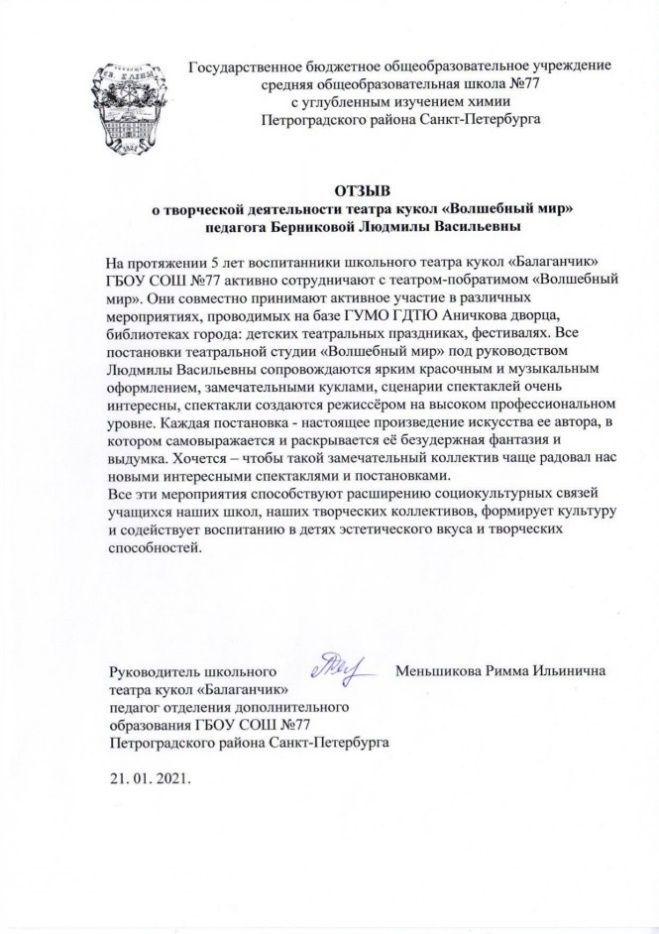 Государственное бюджетное общеобразовательное учреждение
средняя общеобразовательная школа №77
с углубленным изучением химии
Петроградского района Санкт-Петербурга
ОТЗЫВ
о творческой деятельности театра кукол «Волшебный мир»
педагога Берниковой Людмилы Васильевны
На протяжении 5 лет воспитанники школьного театра кукол «Балаганчик»
ГБОУ СОШ №77 активно сотрудничают с театром-побратимом «Волшебный
мир». Они совместно принимают активное участие в различных
мероприятиях, проводимых на базе ГУМО ГДТЮ Аничкова дворца,
библиотеках города: детских театральных праздниках, фестивалях. Все
постановки театральной студии «Волшебный мир» под руководством
Людмилы Васильевны сопровождаются ярким красочным и музыкальным
оформлением, замечательными куклами, сценарии спектаклей очень
интересны, спектакли создаются режиссёром на высоком профессиональном
уровне. Каждая постановка - настоящее произведение искусства ее автора, в
котором самовыражается и раскрывается её безудержная фантазия и
выдумка. Хочется – чтобы такой замечательный коллектив чаще радовал нас
новыми интересными спектаклями и постановками.
Все эти мероприятия способствуют расширению социокультурных связей
учащихся наших школ, наших творческих коллективов, формирует культуру
и содействует воспитанию в детях эстетического вкуса и творческих
способностей.
Руководитель школьного Меньшикова Римма Ильинична
театра кукол «Балаганчик»
педагог отделения дополнительного
образования ГБОУ СОШ №77
Петроградского района Санкт-Петербурга
21. 01. 2021.